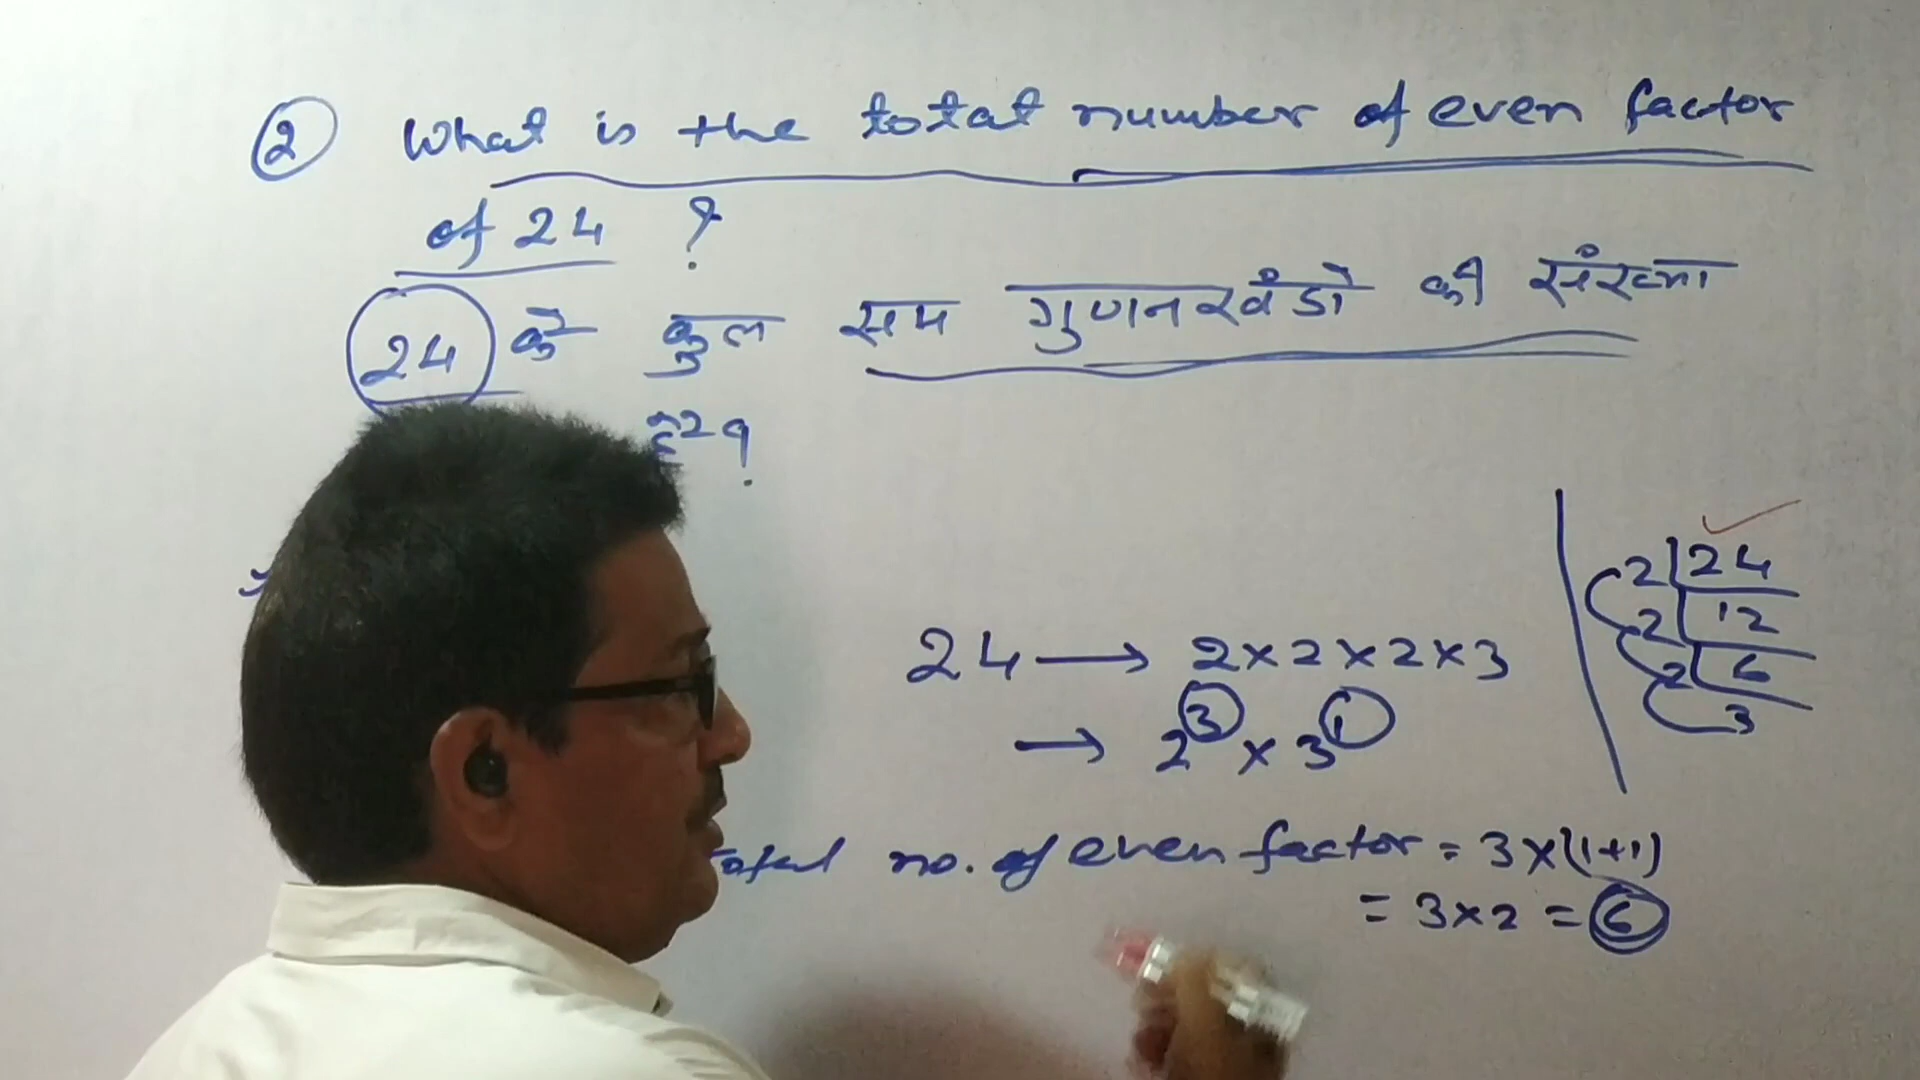 ② What is the total number of even factor
of 24 ?
24 के कुल सम गुणनखंडो की संख्या
है?
24 → 2×2×2×3
→ 2³ × 3¹
total no. of even factor = 3×(1+1)
= 3×2 = 6
2 | 24
2 | 12
2 | 6
3